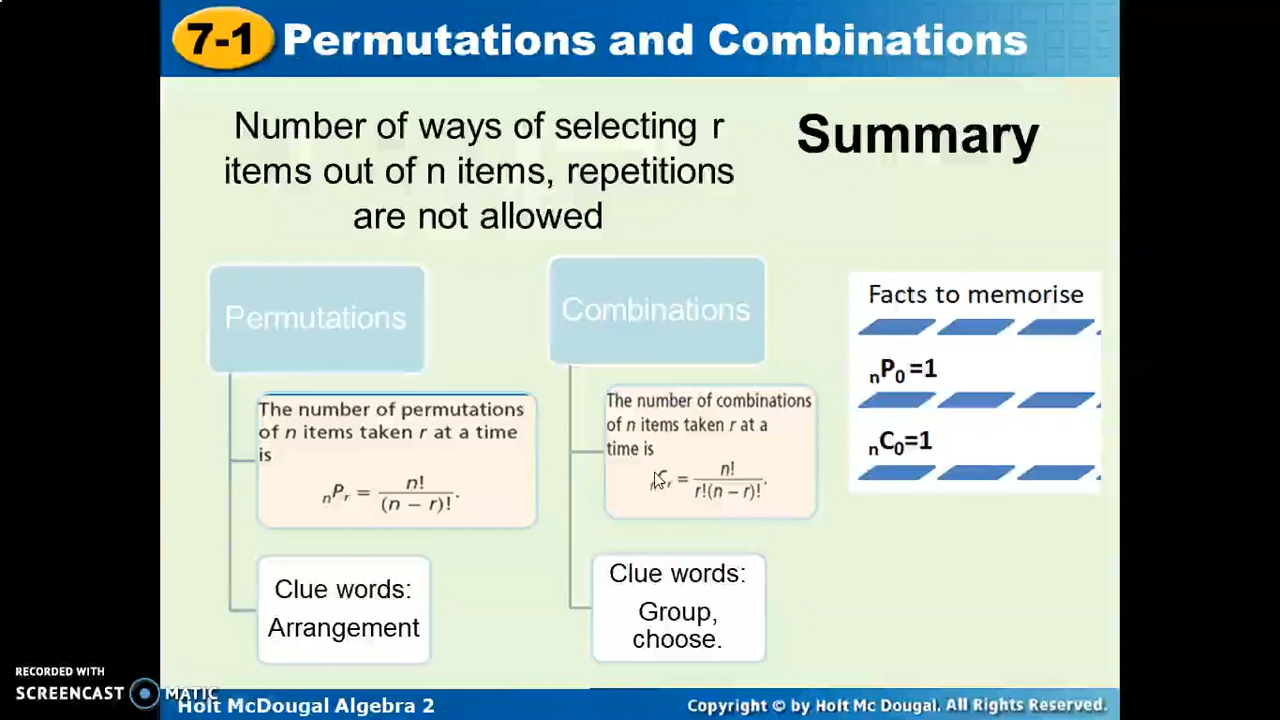 7-1 Permutations and Combinations
Number of ways of selecting r
items out of n items, repetitions
are not allowed
Summary
Permutations
The number of permutations
of n items taken r at a time
is
nPr = n!/(n − r)!.
Clue words:
Arrangement
Combinations
The number of combinations
of n items taken r at a
time is
nCr = n!/r!(n − r)!.
Clue words:
Group,
choose.
Facts to memorise
nP0=1
nC0=1
RECORDED WITH
SCREENCAST MATIC
Holt McDougal Algebra 2
Copyright © by Holt Mc Dougal. All Rights Reserved.